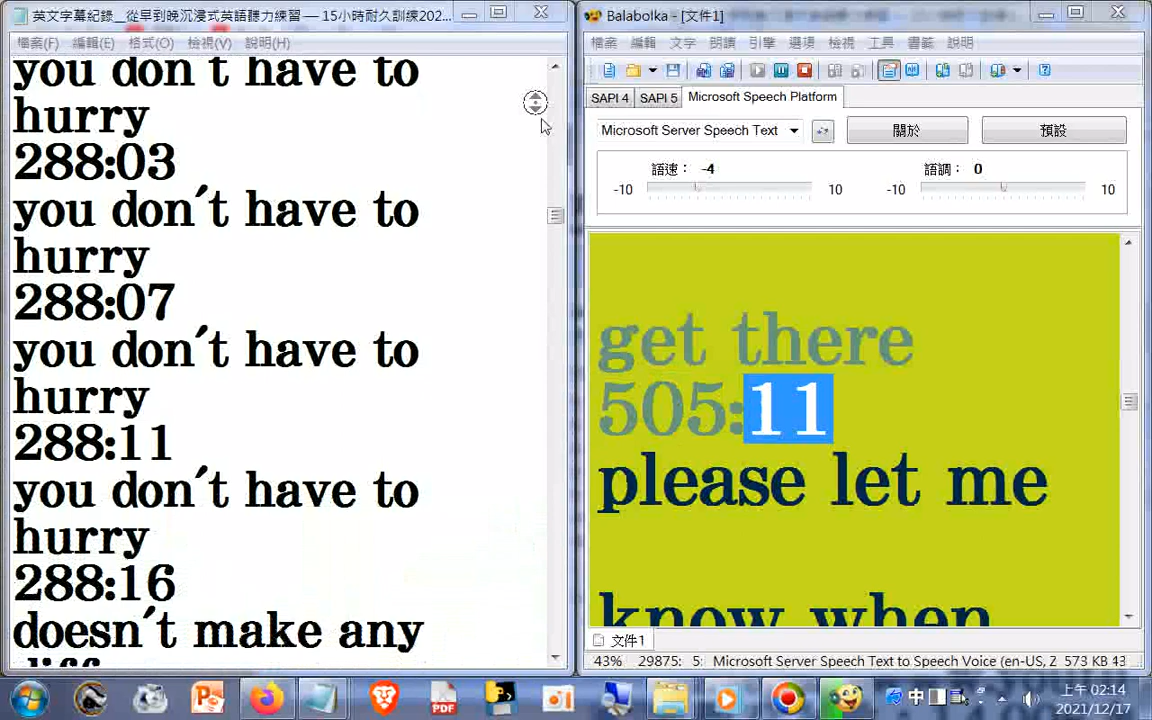 英文字幕紀錄__從早到晚沉浸式英語聽力練習 — 15小時耐久訓練202...
檔案(F) 編輯(E) 格式(O) 檢視(V) 說明(H)
you don't have to
hurry
288:03
you don't have to
hurry
288:07
you don't have to
hurry
288:11
you don't have to
hurry
288:16
doesn't make any
Balabolka - [文件1]
檔案 編輯 文字 朗讀 引擎 選項 檢視 工具 書籤 說明
SAPI 4 SAPI 5 Microsoft Speech Platform
Microsoft Server Speech Text 關於 預設
語速： -4 語調： 0
-10 10 -10 10
get there
505:11
please let me
know when
文件1
43% 29875: 5: Microsoft Server Speech Text to Speech Voice (en-US, Z 573 KB 43
PDF 中 上午 02:14
2021/12/17